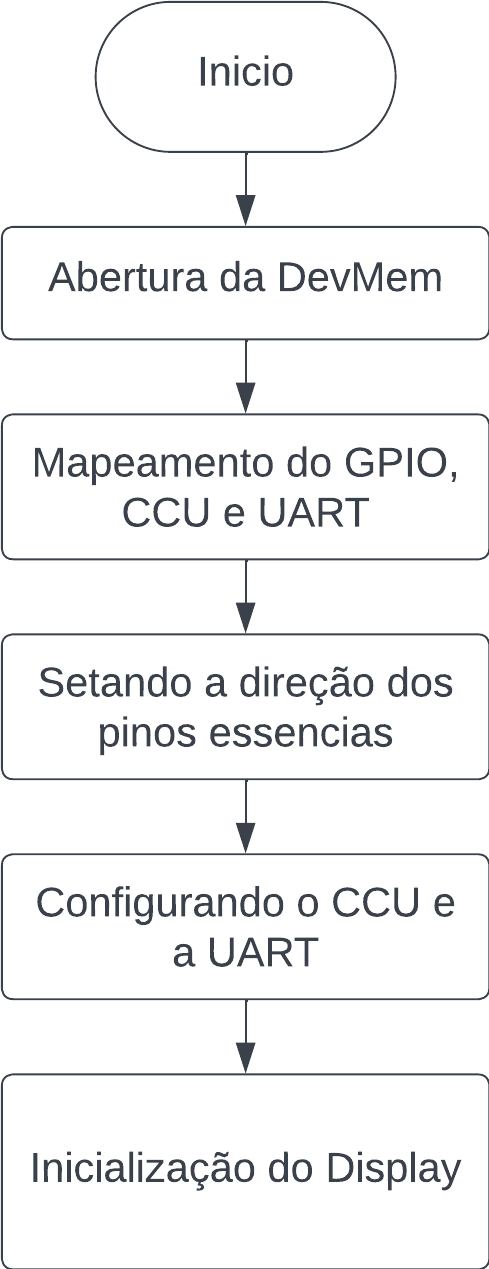 Inicio
Abertura da DevMem
Mapeamento do GPIO,
CCU e UART
Setando a direção dos
pinos essencias
Configurando o CCU e
a UART
Inicialização do Display